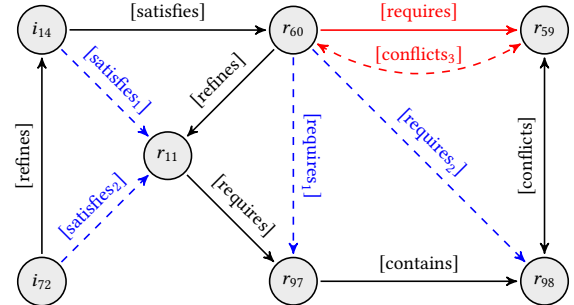 i14
[satisfies]
r60
[requires]
r59
[conflicts3]
[satisfies1]
[refines]
[refines]
r11
[requires1]
[requires2]
[conflicts]
[satisfies2]
[requires]
i72
r97
[contains]
r98